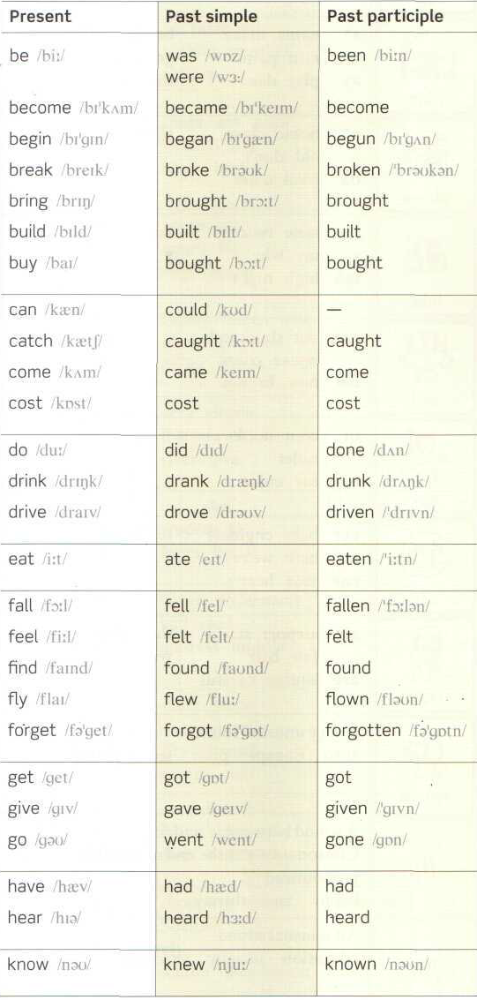 Present Past simple Past participle
be /biː/ was /wɒz/ been /biːn/
were /wɜː/
become /bɪˈkʌm/ became /bɪˈkeɪm/ become
begin /bɪˈgɪn/ began /bɪˈgæn/ begun /bɪˈgʌn/
break /breɪk/ broke /brəʊk/ broken /ˈbrəʊkən/
bring /brɪŋ/ brought /brɔːt/ brought
build /bɪld/ built /bɪlt/ built
buy /baɪ/ bought /bɔːt/ bought
can /kæn/ could /kʊd/ —
catch /kætʃ/ caught /kɔːt/ caught
come /kʌm/ came /keɪm/ come
cost /kɒst/ cost cost
do /duː/ did /dɪd/ done /dʌn/
drink /drɪŋk/ drank /dræŋk/ drunk /drʌŋk/
drive /draɪv/ drove /drəʊv/ driven /ˈdrɪvn/
eat /iːt/ ate /eɪt/ eaten /ˈiːtn/
fall /fɔːl/ fell /fel/ fallen /ˈfɔːlən/
feel /fiːl/ felt /felt/ felt
find /faɪnd/ found /faʊnd/ found
fly /flaɪ/ flew /fluː/ flown /fləʊn/
forget /fəˈget/ forgot /fəˈgɒt/ forgotten /fəˈgɒtn/
get /get/ got /gɒt/ got
give /gɪv/ gave /geɪv/ given /ˈgɪvn/
go /gəʊ/ went /went/ gone /gɒn/
have /hæv/ had /hæd/ had
hear /hɪə/ heard /hɜːd/ heard
know /nəʊ/ knew /njuː/ known /nəʊn/